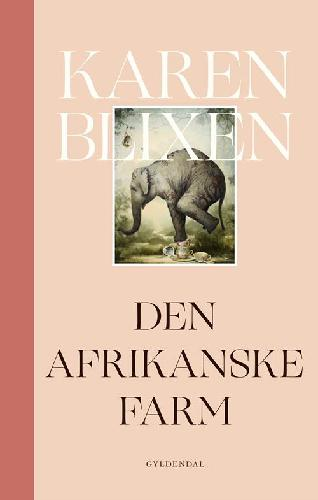 KAREN
BLIXEN
DEN
AFRIKANSKE
FARM
GYLDENDAL